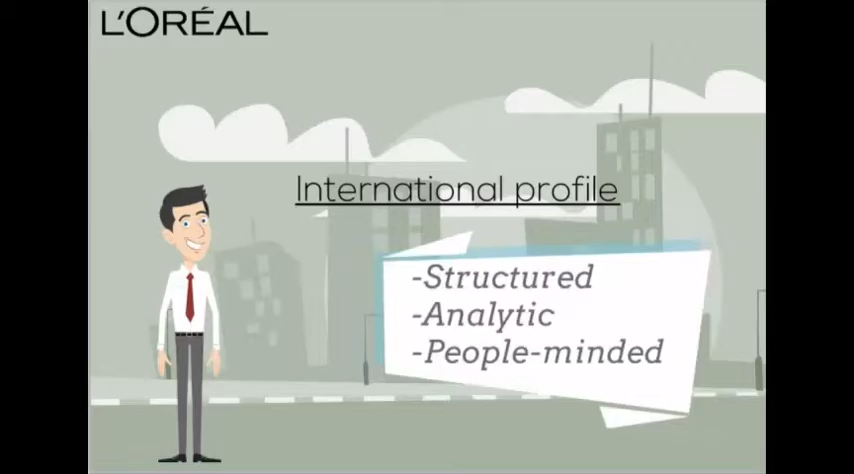 L'ORÉAL
International profile
-Structured
-Analytic
-People-minded